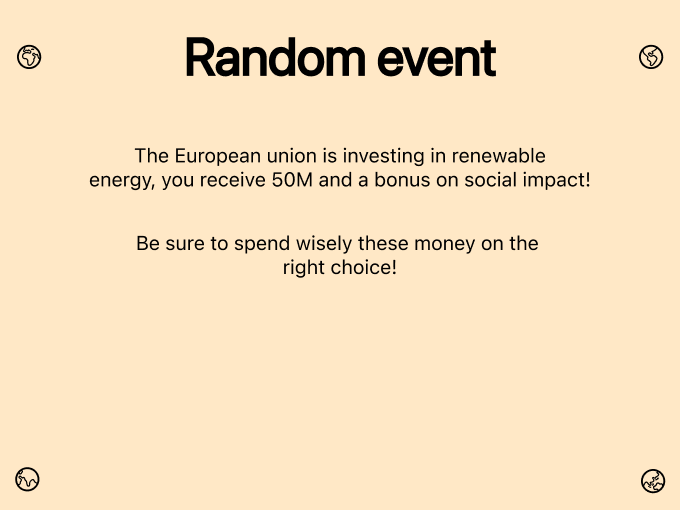 Random event
The European union is investing in renewable
energy, you receive 50M and a bonus on social impact!
Be sure to spend wisely these money on the
right choice!